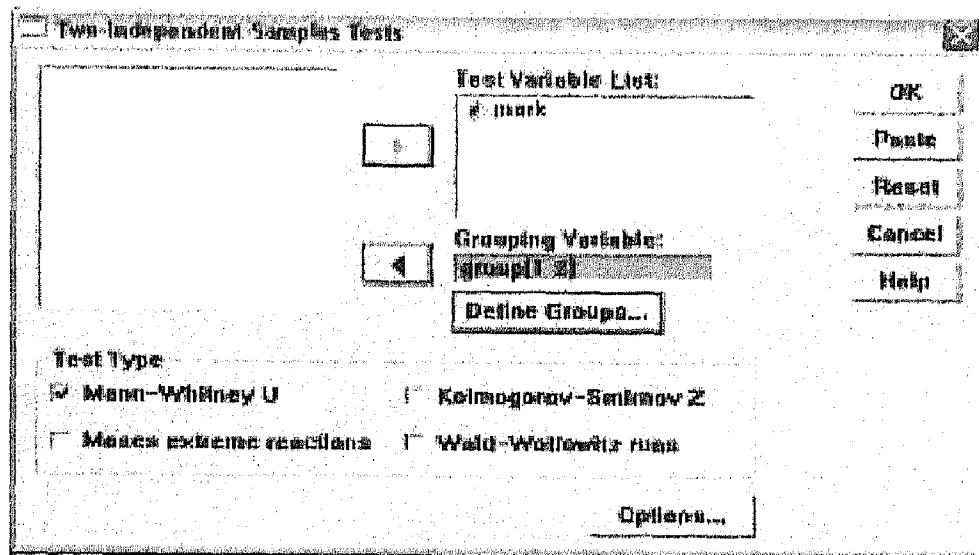 Two-Independent-Samples Tests
Test Variable List:
mark
OK
Paste
Reset
Cancel
Help
Grouping Variable:
group(1 2)
Define Groups...
Test Type
Mann-Whitney U
Kolmogorov-Smirnov Z
Moses extreme reactions
Wald-Wolfowitz runs
Options...